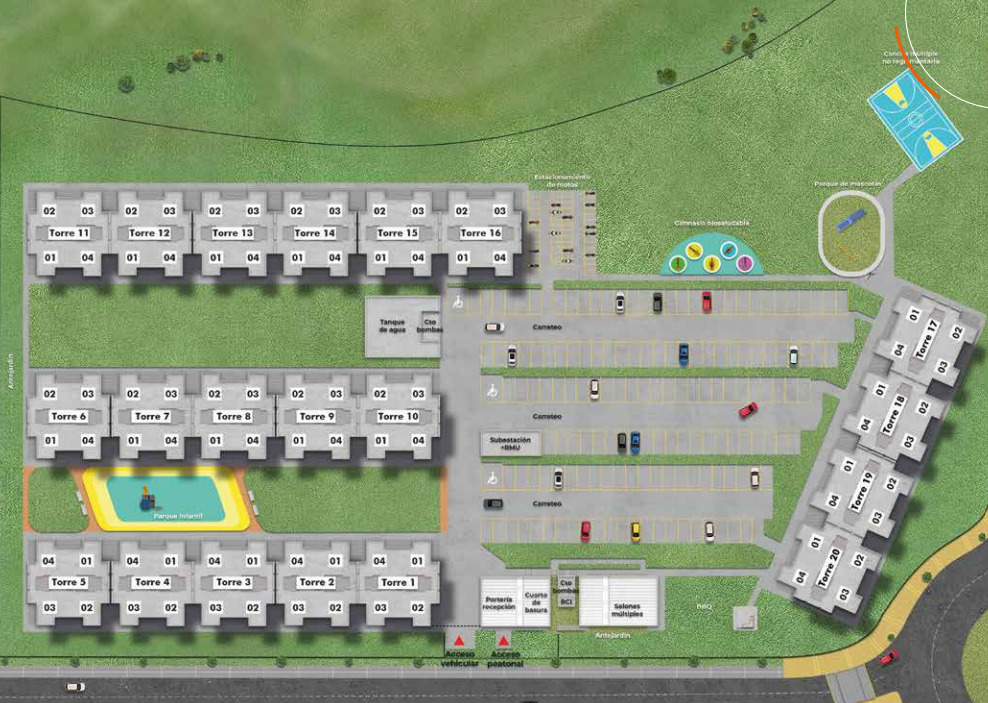 Cancha múltiple
no reglamentaria
Estacionamiento
de motos
Parque de mascotas
Gimnasio biosaludable
02 03 02 03 02 03 02 03 02 03 02 03
Torre 11 Torre 12 Torre 13 Torre 14 Torre 15 Torre 16
01 04 01 04 01 04 01 04 01 04 01 04
Tanque
de agua
Cto
bombas
Carreteo
01 02
Torre 17
04 03
Antejardín
02 03 02 03 02 03 02 03 02 03
Torre 6 Torre 7 Torre 8 Torre 9 Torre 10
01 04 01 04 01 04 01 04 01 04
Carreteo
01 02
Torre 18
04 03
Subestación
+RMU
01 02
Torre 19
04 03
Parque infantil
Carreteo
04 01 04 01 04 01 04 01 04 01
Torre 5 Torre 4 Torre 3 Torre 2 Torre 1
03 02 03 02 03 02 03 02 03 02
01 02
Torre 20
04 03
Portería
recepción
Cuarto
de
basura
Cto
bombas
RCI
Salones
múltiples
BBQ
Antejardín
Acceso
vehicular
Acceso
peatonal